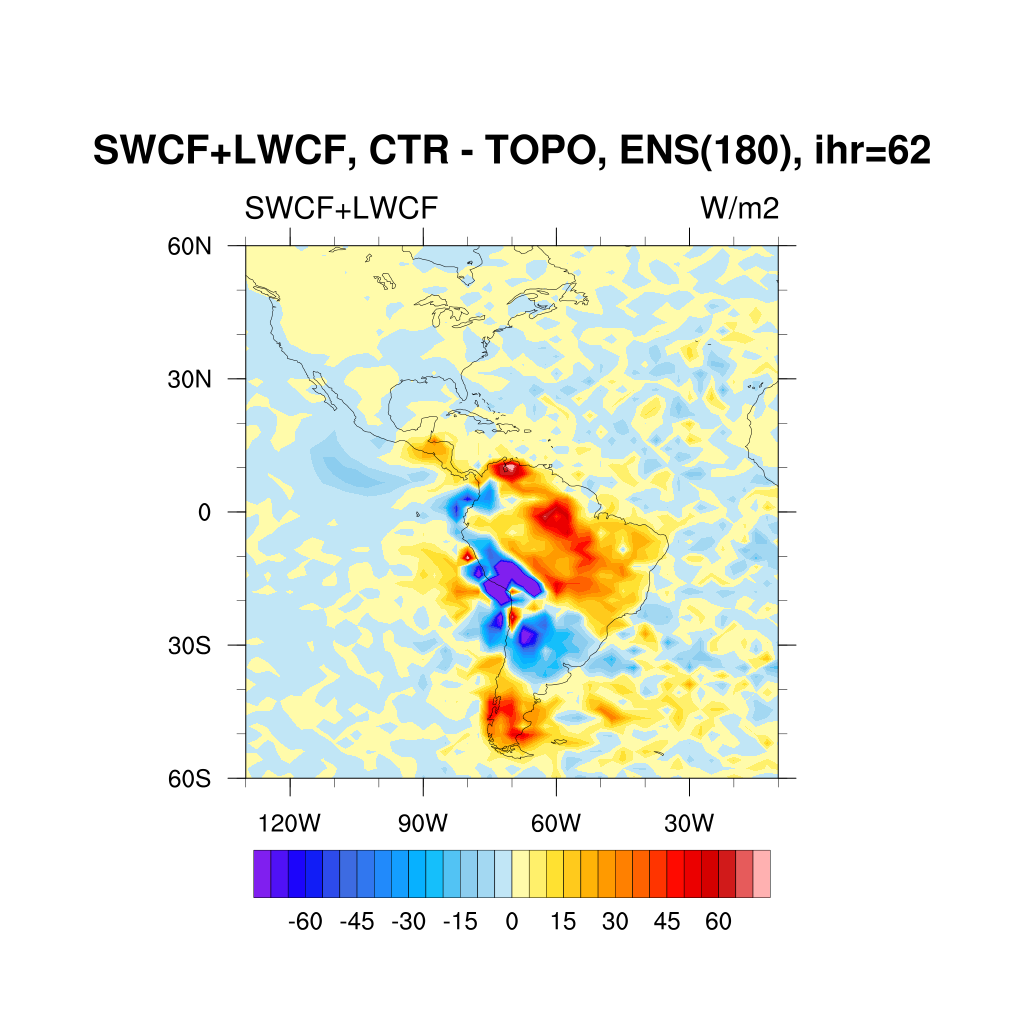 SWCF+LWCF, CTR - TOPO, ENS(180), ihr=62
SWCF+LWCF W/m2
60N
30N
0
30S
60S
120W 90W 60W 30W
-60 -45 -30 -15 0 15 30 45 60